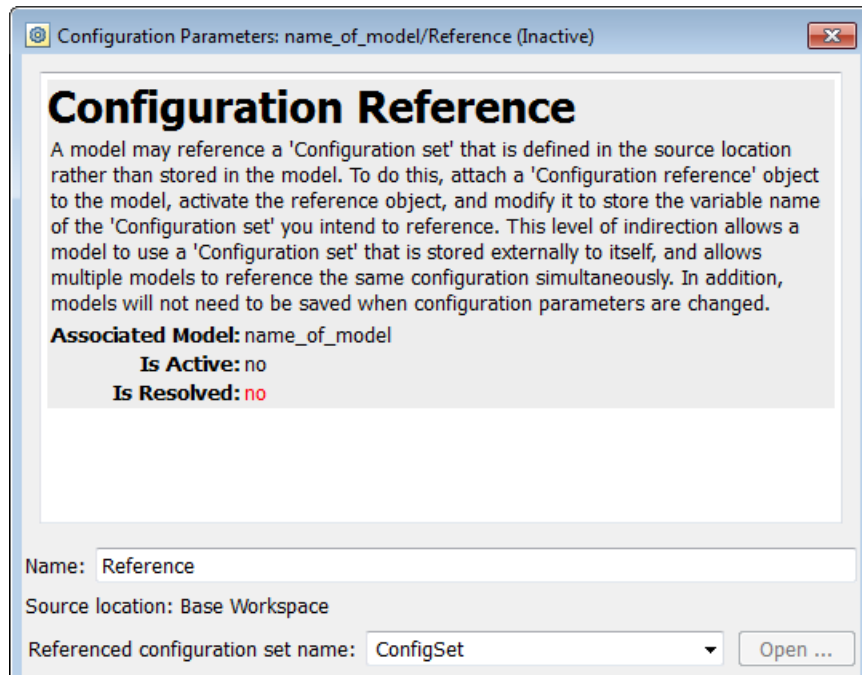 Configuration Parameters: name_of_model/Reference (Inactive)
Configuration Reference
A model may reference a 'Configuration set' that is defined in the source location
rather than stored in the model. To do this, attach a 'Configuration reference' object
to the model, activate the reference object, and modify it to store the variable name
of the 'Configuration set' you intend to reference. This level of indirection allows a
model to use a 'Configuration set' that is stored externally to itself, and allows
multiple models to reference the same configuration simultaneously. In addition,
models will not need to be saved when configuration parameters are changed.
Associated Model: name_of_model
Is Active: no
Is Resolved: no
Name: Reference
Source location: Base Workspace
Referenced configuration set name: ConfigSet Open ...